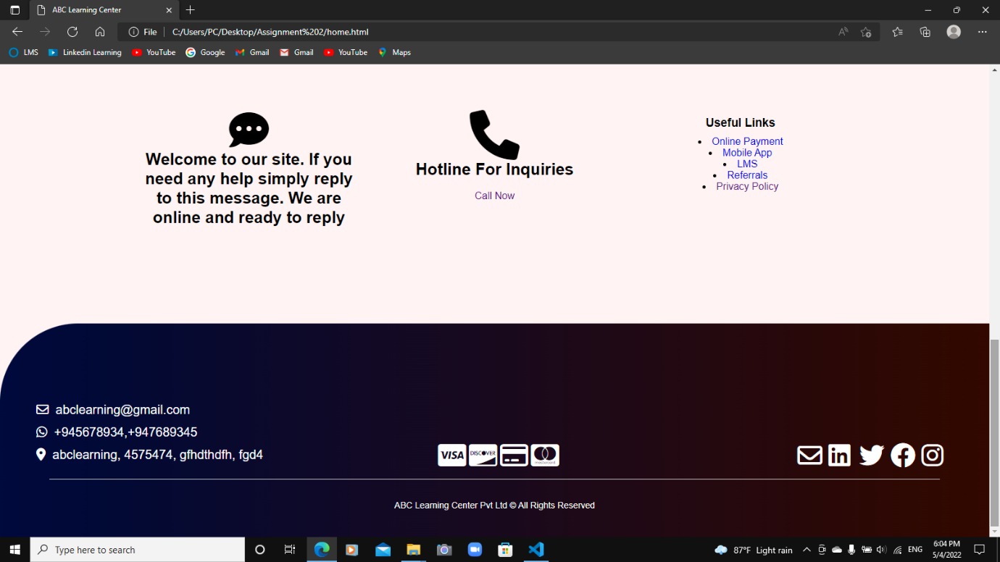 ABC Learning Center
File
C:/Users/PC/Desktop/Assignment%202/home.html
LMS
Linkedin Learning
YouTube
Google
Gmail
Gmail
YouTube
Maps
Welcome to our site. If you
need any help simply reply
to this message. We are
online and ready to reply
Hotline For Inquiries
Call Now
Useful Links
Online Payment
Mobile App
LMS
Referrals
Privacy Policy
abclearning@gmail.com
+945678934,+947689345
abclearning, 4575474, gfhdthdfh, fgd4
VISA
DISCOVER
mastercard
ABC Learning Center Pvt Ltd © All Rights Reserved
Type here to search
87°F Light rain
ENG
6:04 PM
5/4/2022